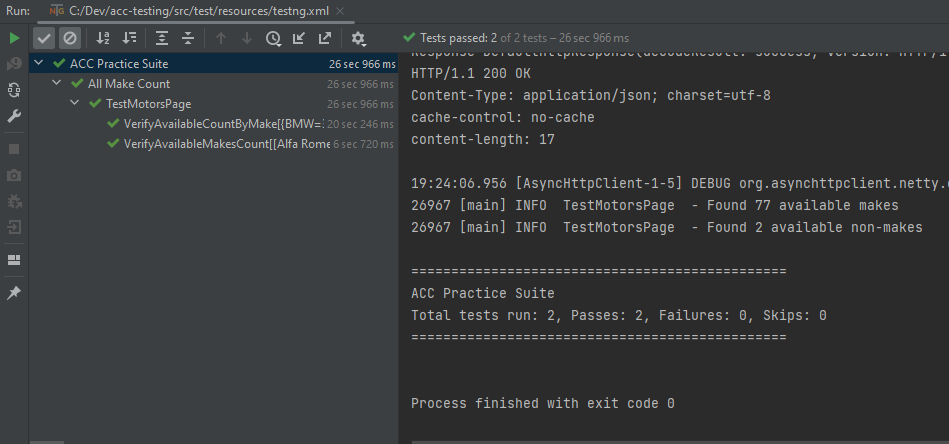 Run: C:/Dev/acc-testing/src/test/resources/testng.xml
Tests passed: 2 of 2 tests – 26 sec 966 ms
ACC Practice Suite 26 sec 966 ms
All Make Count 26 sec 966 ms
TestMotorsPage 26 sec 966 ms
VerifyAvailableCountByMake[{BMW= 20 sec 246 ms
VerifyAvailableMakesCount[[Alfa Rome 6 sec 720 ms
HTTP/1.1 200 OK
Content-Type: application/json; charset=utf-8
cache-control: no-cache
content-length: 17
19:24:06.956 [AsyncHttpClient-1-5] DEBUG org.asynchttpclient.netty.
26967 [main] INFO  TestMotorsPage  - Found 77 available makes
26967 [main] INFO  TestMotorsPage  - Found 2 available non-makes
===============================================
ACC Practice Suite
Total tests run: 2, Passes: 2, Failures: 0, Skips: 0
===============================================
Process finished with exit code 0